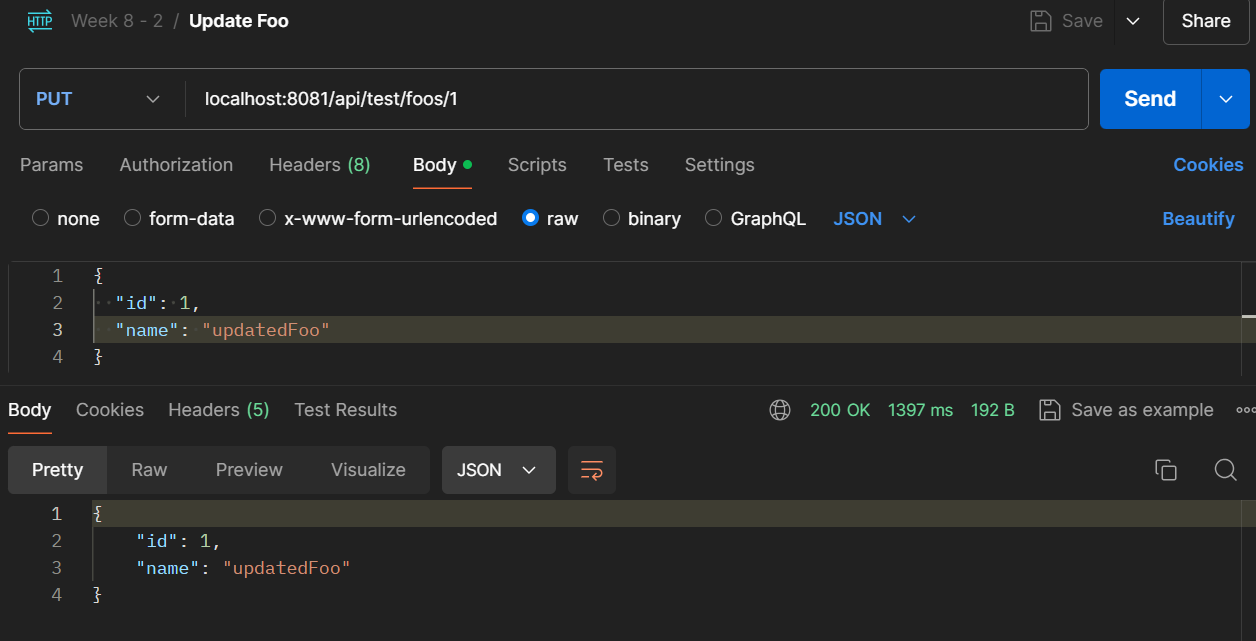 HTTP Week 8 - 2 / Update Foo Save Share
PUT localhost:8081/api/test/foos/1 Send
Params Authorization Headers (8) Body Scripts Tests Settings Cookies
none form-data x-www-form-urlencoded raw binary GraphQL JSON Beautify
1 {
2 "id": 1,
3 "name": "updatedFoo"
4 }
Body Cookies Headers (5) Test Results 200 OK 1397 ms 192 B Save as example
Pretty Raw Preview Visualize JSON
1 {
2 "id": 1,
3 "name": "updatedFoo"
4 }